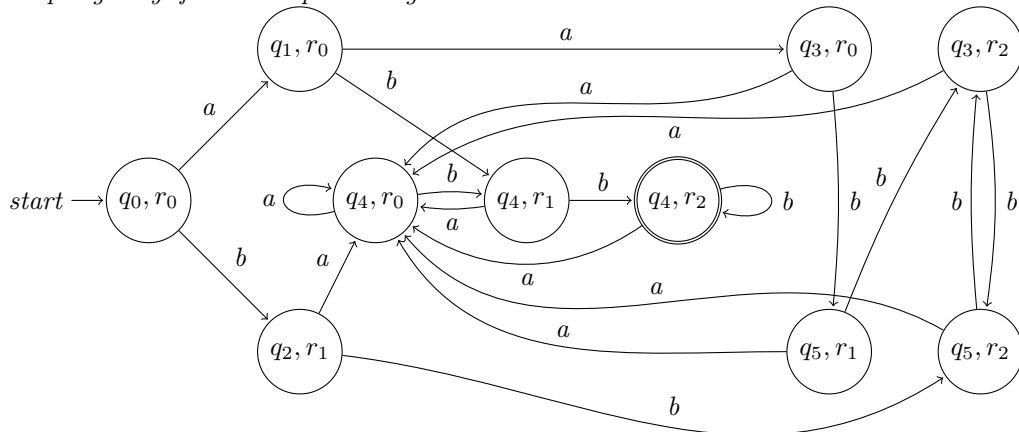 q1, r0
a
q3, r0
q3, r2
b
a
a
a
start
q0, r0
a
q4, r0
b
a
q4, r1
b
q4, r2
b
b
b
b
b
b
a
a
a
a
q2, r1
q5, r1
q5, r2
b